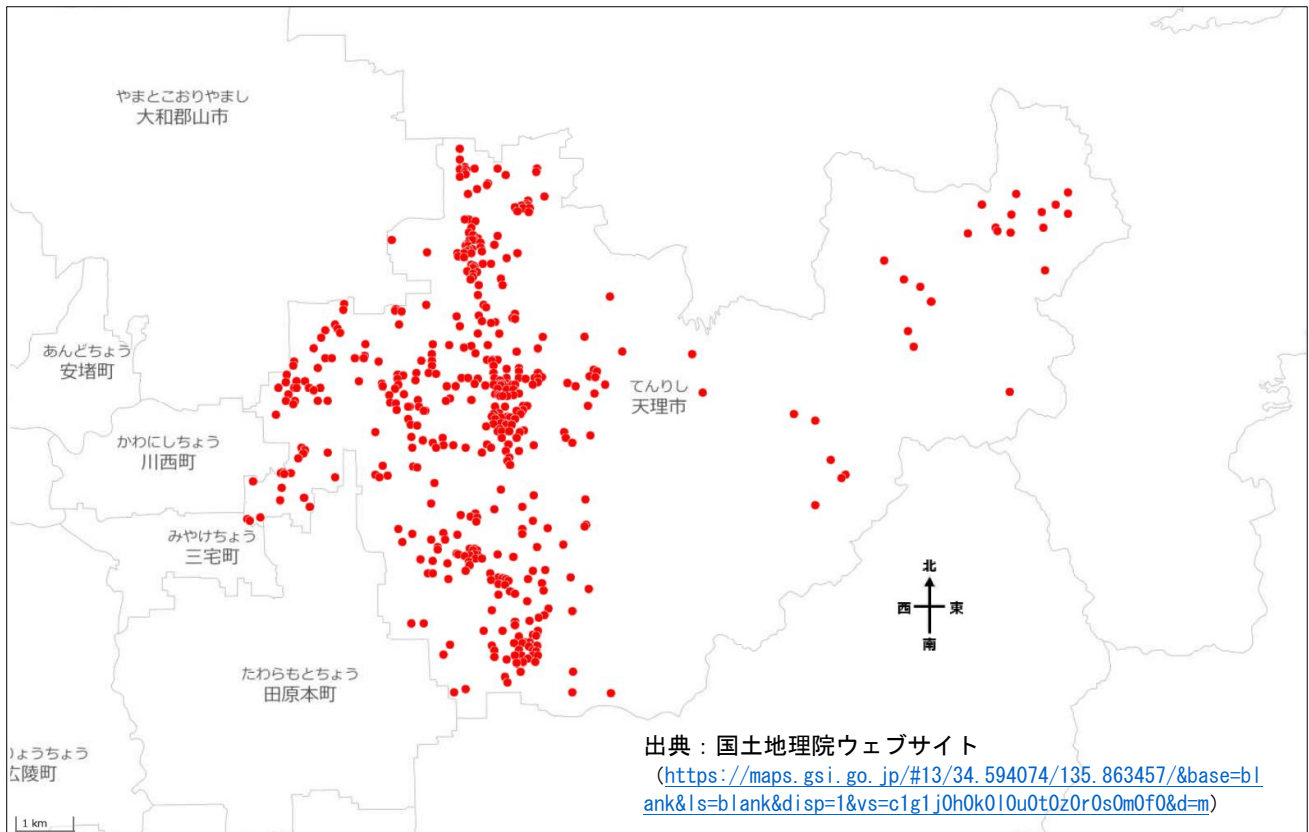 やまとこおりやまし
大和郡山市
あんどちょう
安堵町
てんりし
天理市
かわにしちょう
川西町
みやけちょう
三宅町
北
西 東
南
たわらもとちょう
田原本町
りょうちょう
広陵町
出典:国土地理院ウェブサイト
(https://maps.gsi.go.jp/#13/34.594074/135.863457/&base=bl
ank&ls=blank&disp=1&vs=c1g1j0h0k0l0u0t0z0r0s0m0f0&d=m)
1 km